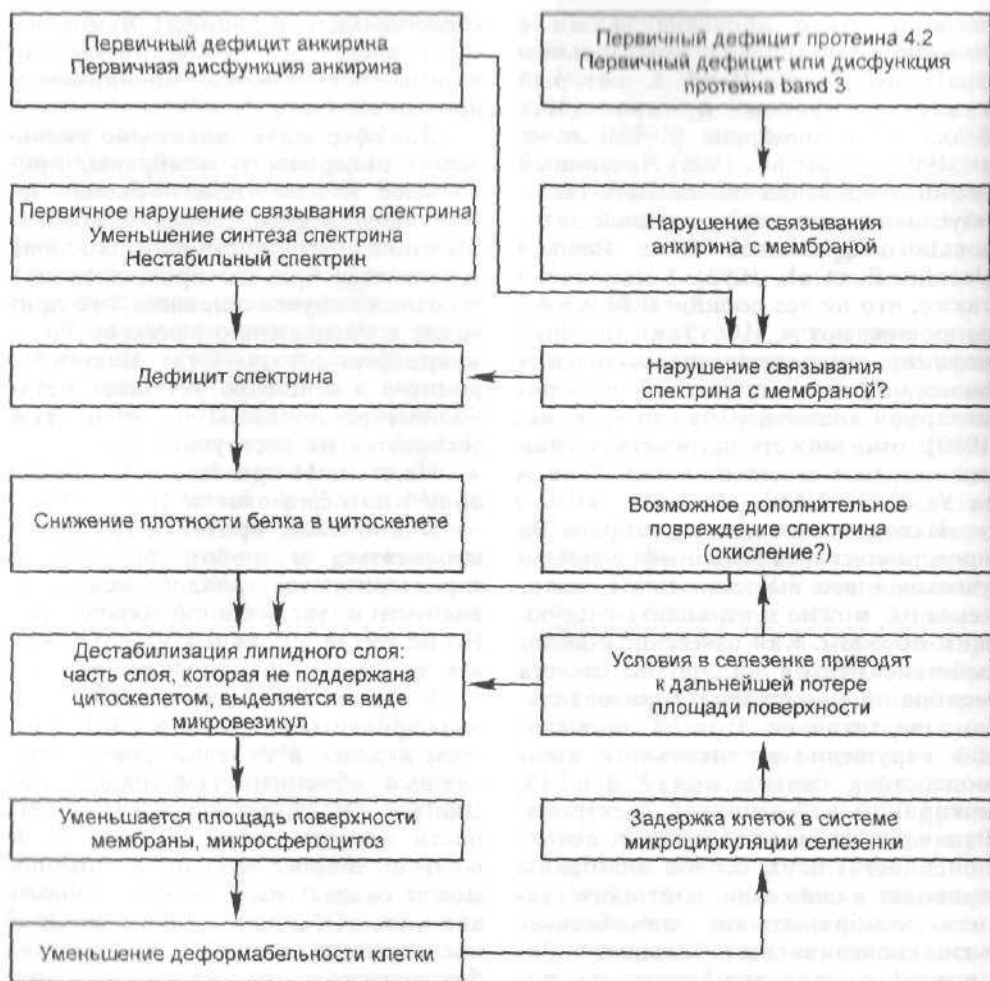 Первичный дефицит анкирина
Первичная дисфункция анкирина
Первичный дефицит протеина 4.2
Первичный дефицит или дисфункция
протеина band 3
Первичное нарушение связывания спектрина
Уменьшение синтеза спектрина
Нестабильный спектрин
Нарушение связывания
анкирина с мембраной
Дефицит спектрина
Нарушение связывания
спектрина с мембраной?
Снижение плотности белка в цитоскелете
Возможное дополнительное
повреждение спектрина
(окисление?)
Дестабилизация липидного слоя:
часть слоя, которая не поддержана
цитоскелетом, выделяется в виде
микровезикул
Условия в селезенке приводят
к дальнейшей потере
площади поверхности
Уменьшается площадь поверхности
мембраны, микросфероцитоз
Задержка клеток в системе
микроциркуляции селезенки
Уменьшение деформабельности клетки